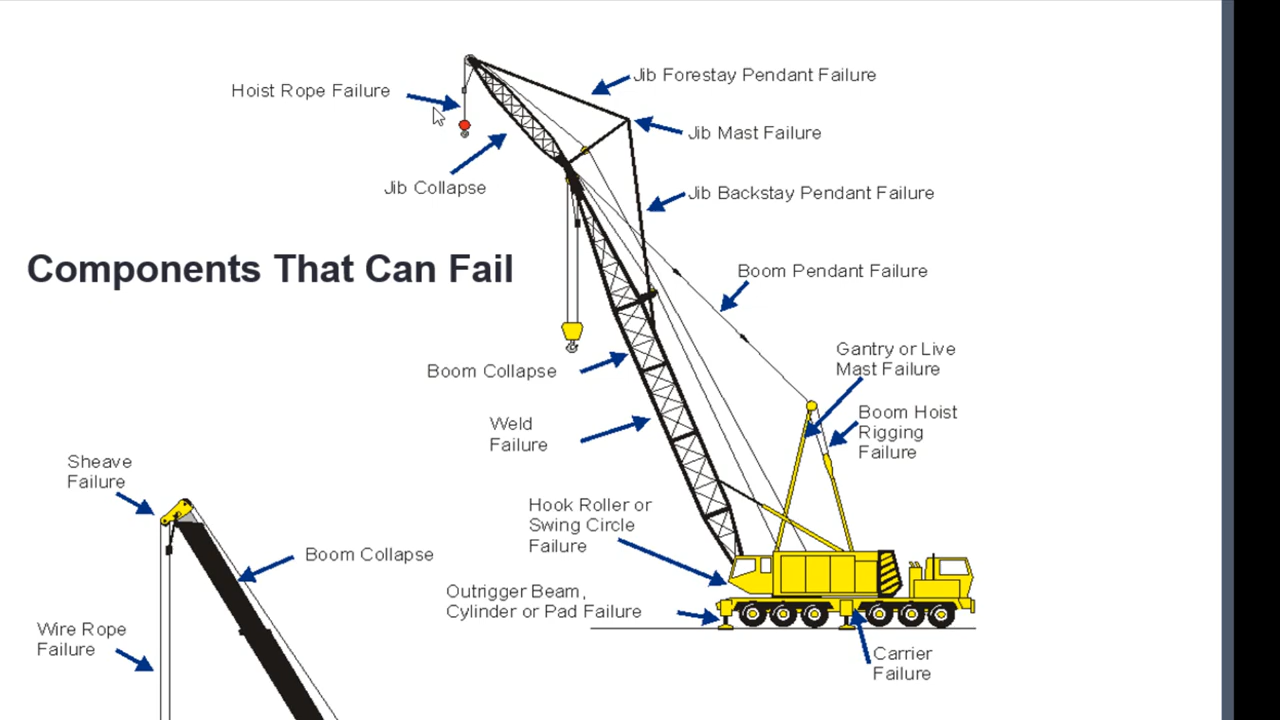 Hoist Rope Failure
Jib Forestay Pendant Failure
Jib Mast Failure
Jib Collapse
Jib Backstay Pendant Failure
Components That Can Fail
Boom Pendant Failure
Gantry or Live
Mast Failure
Boom Collapse
Boom Hoist
Rigging
Failure
Weld
Failure
Sheave
Failure
Hook Roller or
Swing Circle
Failure
Boom Collapse
Outrigger Beam,
Cylinder or Pad Failure
Wire Rope
Failure
Carrier
Failure